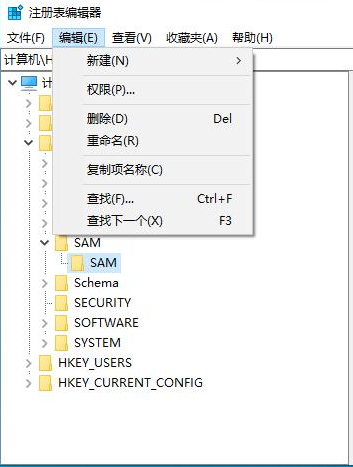 注册表编辑器
文件(F) 编辑(E) 查看(V) 收藏夹(A) 帮助(H)
计算机\H
新建(N)
权限(P)...
删除(D) Del
重命名(R)
复制项名称(C)
查找(F)... Ctrl+F
查找下一个(X) F3
SAM
SAM
Schema
SECURITY
SOFTWARE
SYSTEM
HKEY_USERS
HKEY_CURRENT_CONFIG